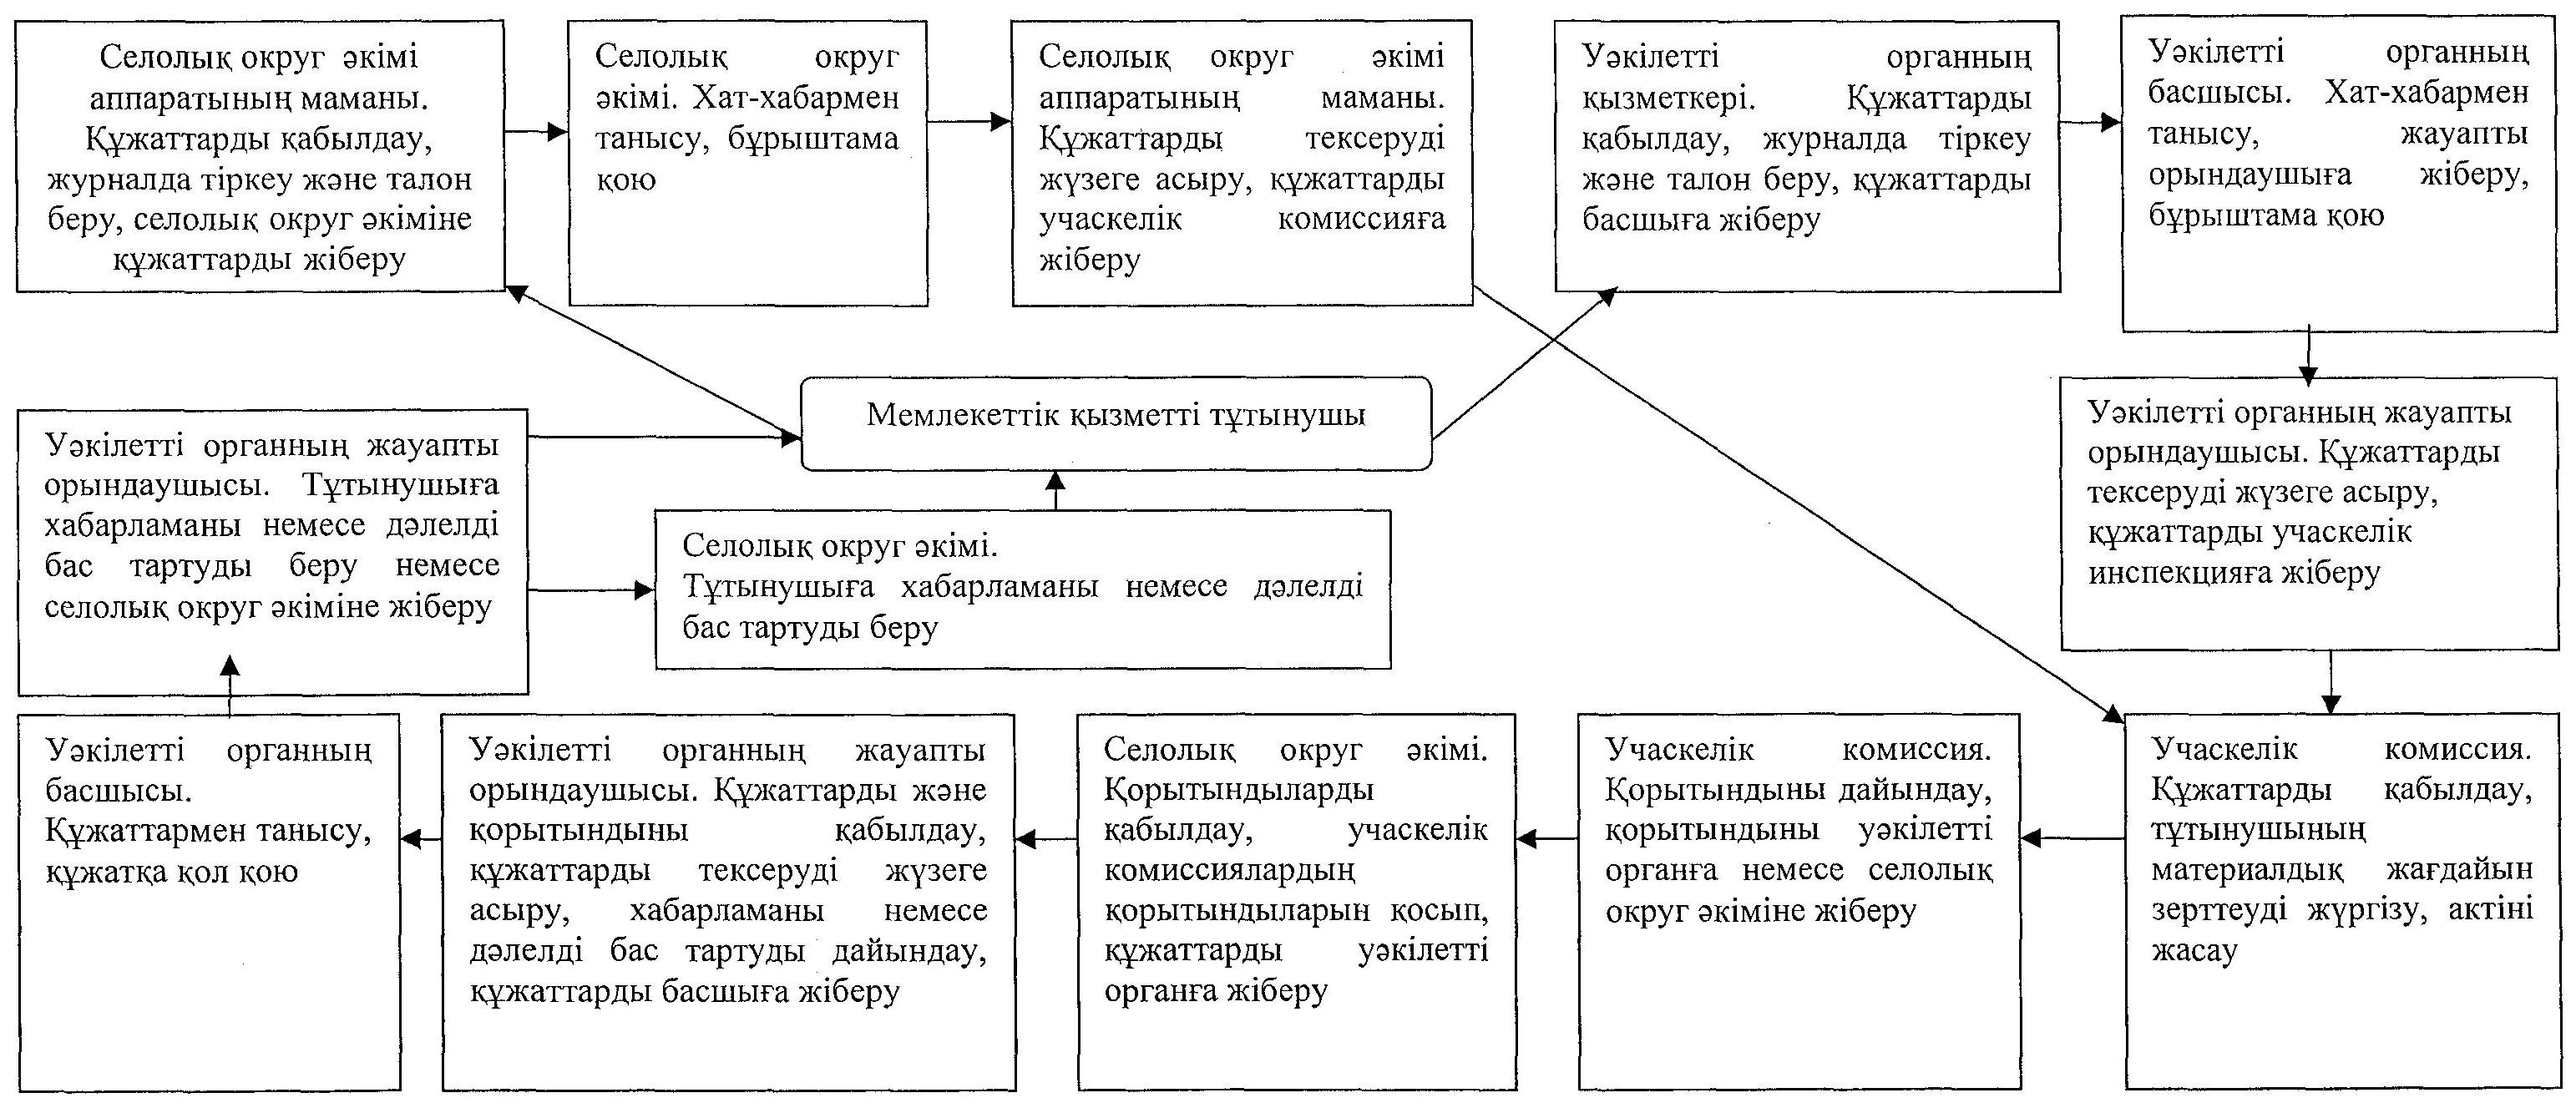 Селолық округ әкімі
аппаратының маманы.
Құжаттарды қабылдау,
журналда тіркеу және талон
беру, селолық округ әкіміне
құжаттарды жіберу
Селолық округ
әкімі. Хат-хабармен
танысу, бұрыштама
қою
Селолық округ әкімі
аппаратының маманы.
Құжаттарды тексеруді
жүзеге асыру, құжаттарды
учаскелік комиссияға
жіберу
Уәкілетті органның
қызметкері. Құжаттарды
қабылдау, журналда тіркеу
және талон беру, құжаттарды
басшыға жіберу
Уәкілетті органның
басшысы. Хат-хабармен
танысу, жауапты
орындаушыға жіберу,
бұрыштама қою
Мемлекеттік қызметті тұтынушы
Уәкілетті органның жауапты
орындаушысы. Тұтынушыға
хабарламаны немесе дәлелді
бас тартуды беру немесе
селолық округ әкіміне жіберу
Селолық округ әкімі.
Тұтынушыға хабарламаны немесе дәлелді
бас тартуды беру
Уәкілетті органның жауапты
орындаушысы. Құжаттарды
тексеруді жүзеге асыру,
құжаттарды учаскелік
инспекцияға жіберу
Уәкілетті органның
басшысы.
Құжаттармен танысу,
құжатқа қол қою
Уәкілетті органның жауапты
орындаушысы. Құжаттарды және
қорытындыны қабылдау,
құжаттарды тексеруді жүзеге
асыру, хабарламаны немесе
дәлелді бас тартуды дайындау,
құжаттарды басшыға жіберу
Селолық округ әкімі.
Қорытындыларды
қабылдау, учаскелік
комиссиялардың
қорытындыларын қосып,
құжаттарды уәкілетті
органға жіберу
Учаскелік комиссия.
Қорытындыны дайындау,
қорытындыны уәкілетті
органға немесе селолық
округ әкіміне жіберу
Учаскелік комиссия.
Құжаттарды қабылдау,
тұтынушының
материалдық жағдайын
зерттеуді жүргізу, актіні
жасау